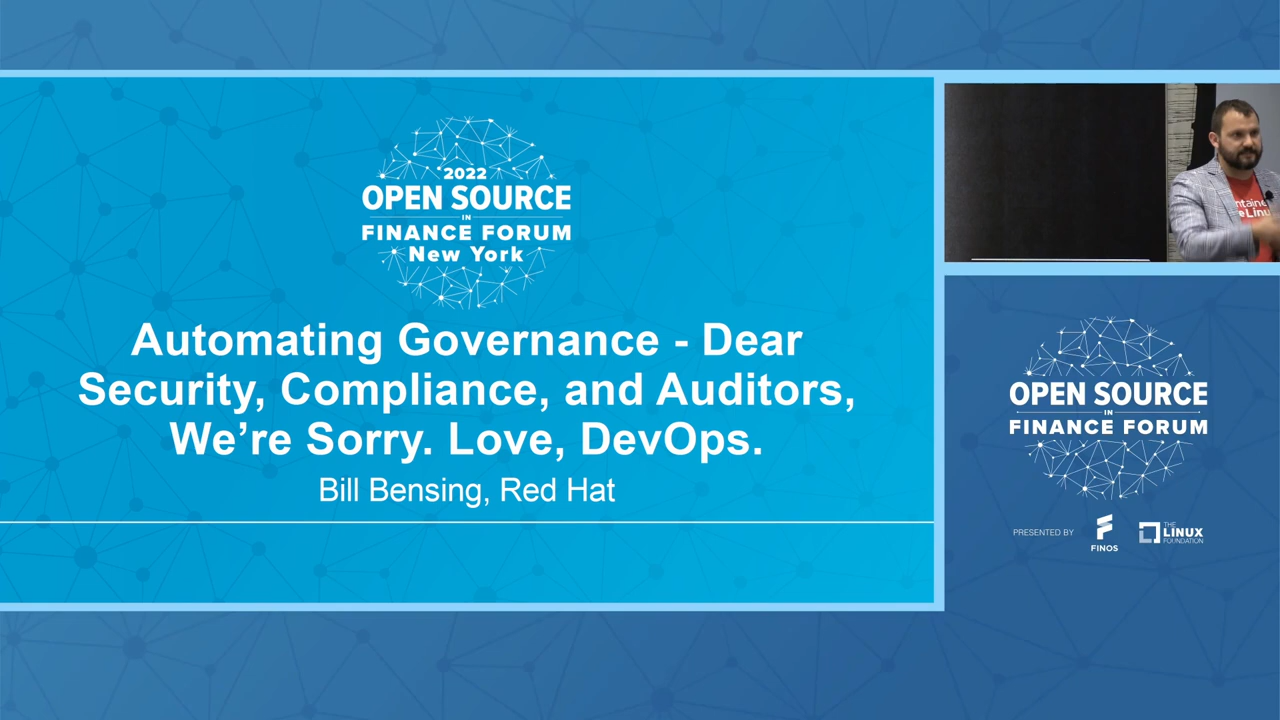 2022
OPEN SOURCE
IN
FINANCE FORUM
New York
Automating Governance - Dear
Security, Compliance, and Auditors,
We're Sorry. Love, DevOps.
Bill Bensing, Red Hat
OPEN SOURCE
IN
FINANCE FORUM
PRESENTED BY
FINOS
THE
LINUX
FOUNDATION